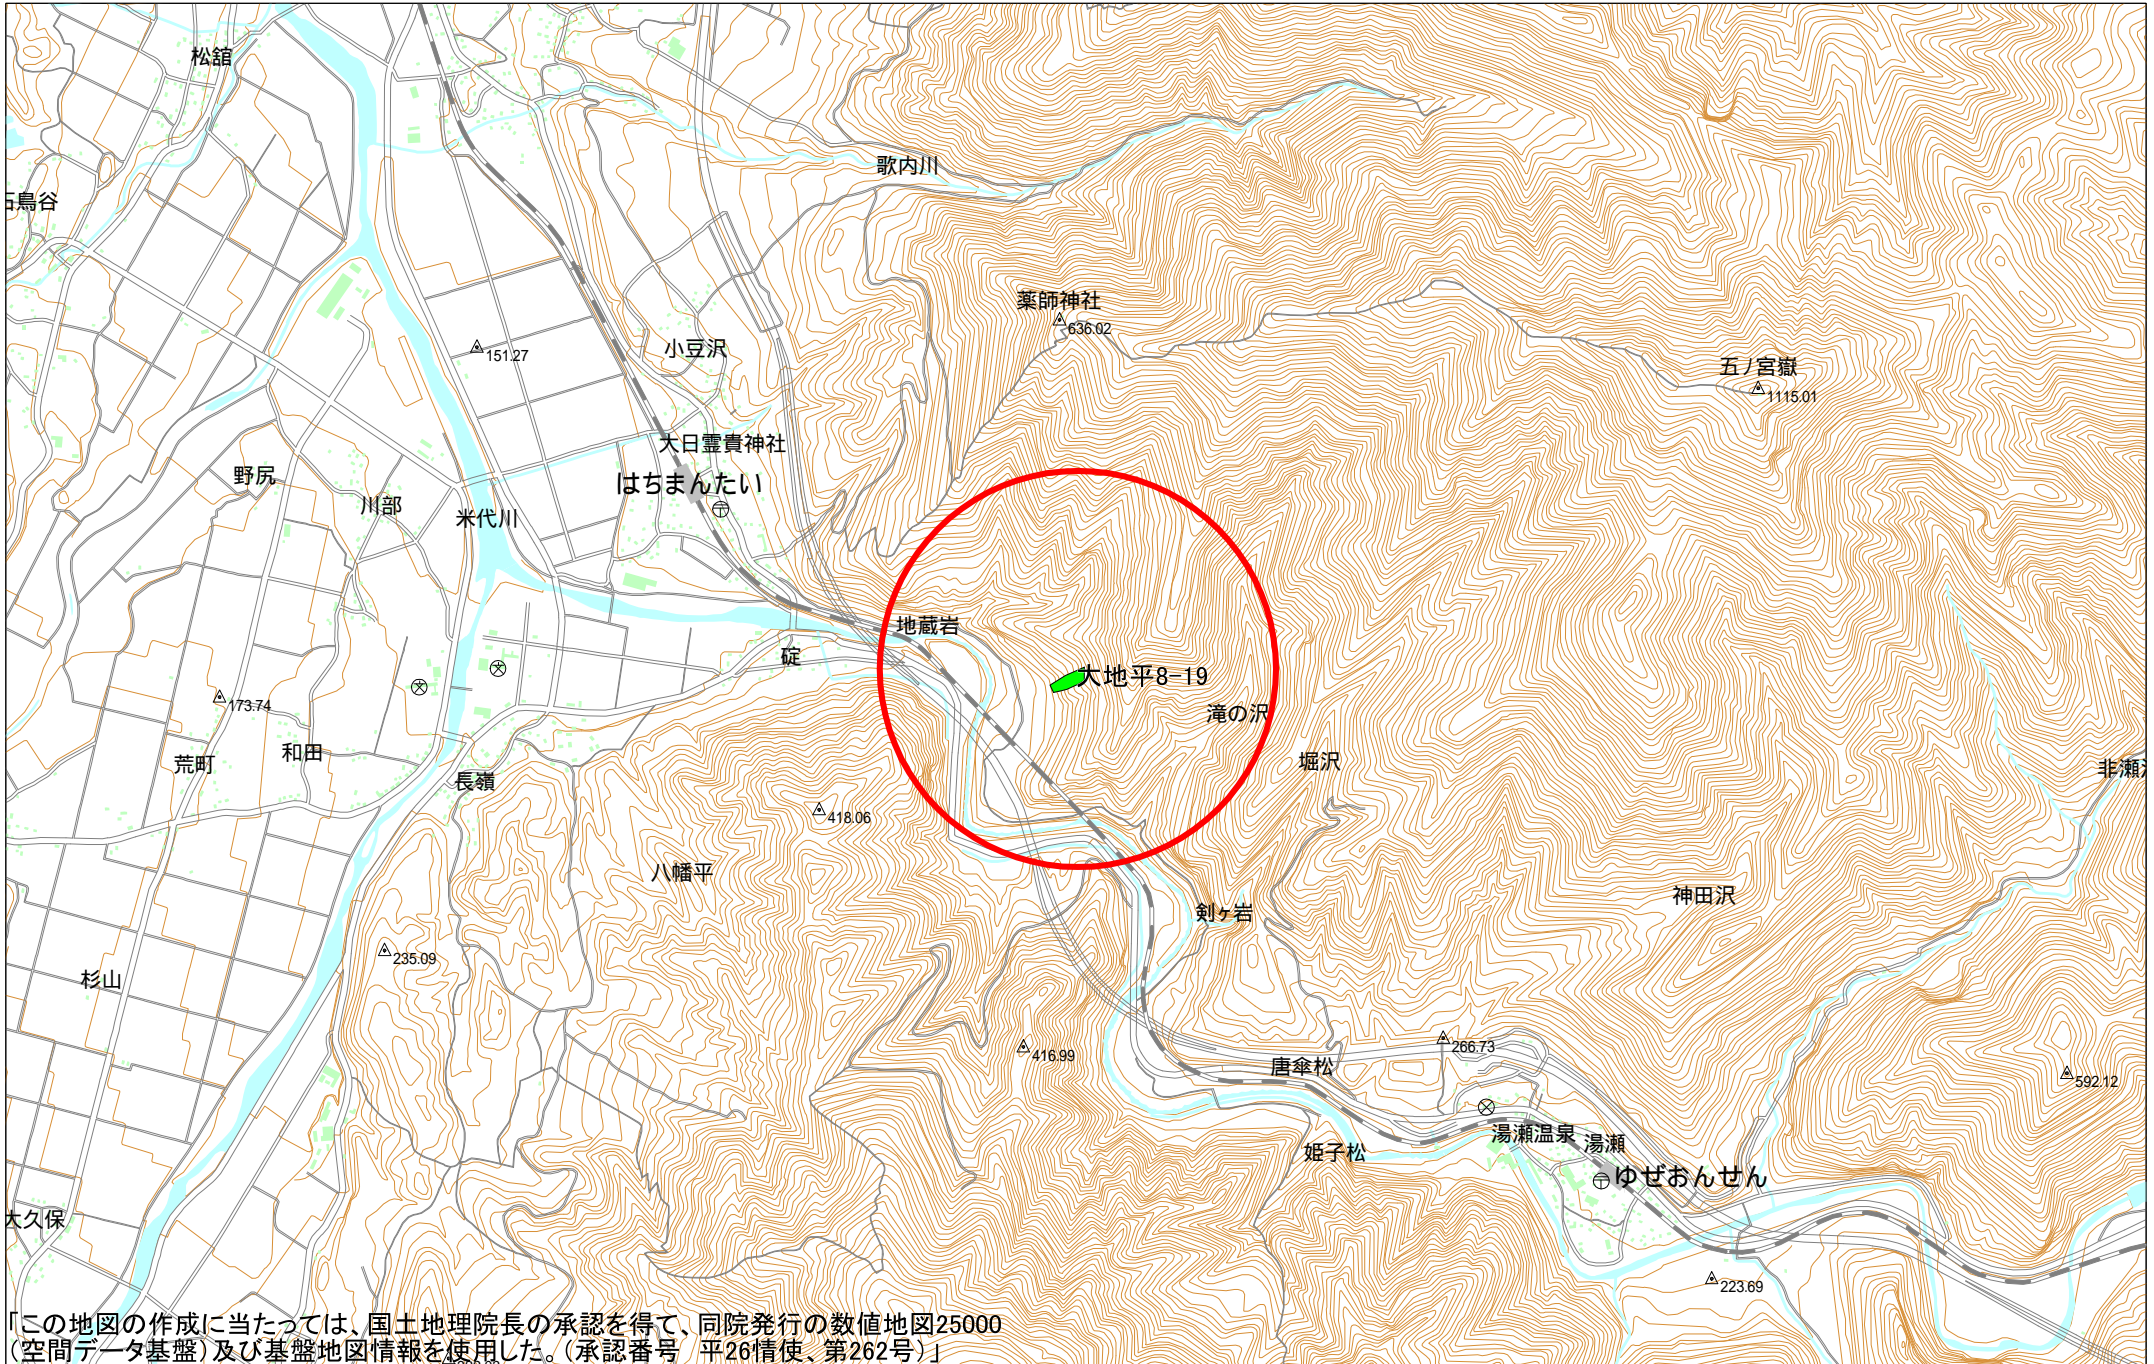 松舘
歌内川
石鳥谷
薬師神社
636.02
151.27
小豆沢
五ノ宮嶽
1115.01
大日霊貴神社
はちまんたい
野尻
川部
米代川
地蔵岩
碇
大地平8-19
173.74
滝の沢
荒町
和田
長嶺
堀沢
非瀬
418.06
八幡平
神田沢
剣ヶ岩
235.09
杉山
416.99
266.73
唐傘松
592.12
湯瀬温泉
湯瀬
姫子松
ゆぜおんせん
大久保
223.69
「この地図の作成に当たっては、国土地理院長の承認を得て、同院発行の数値地図25000
(空間データ基盤)及び基盤地図情報を使用した。(承認番号 平26情使、第262号)」